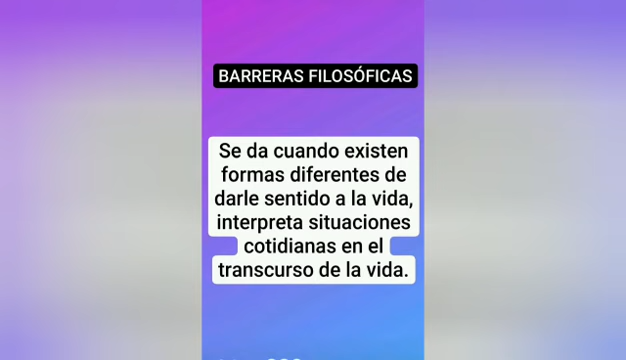 BARRERAS FILOSÓFICAS
Se da cuando existen
formas diferentes de
darle sentido a la vida,
interpreta situaciones
cotidianas en el
transcurso de la vida.